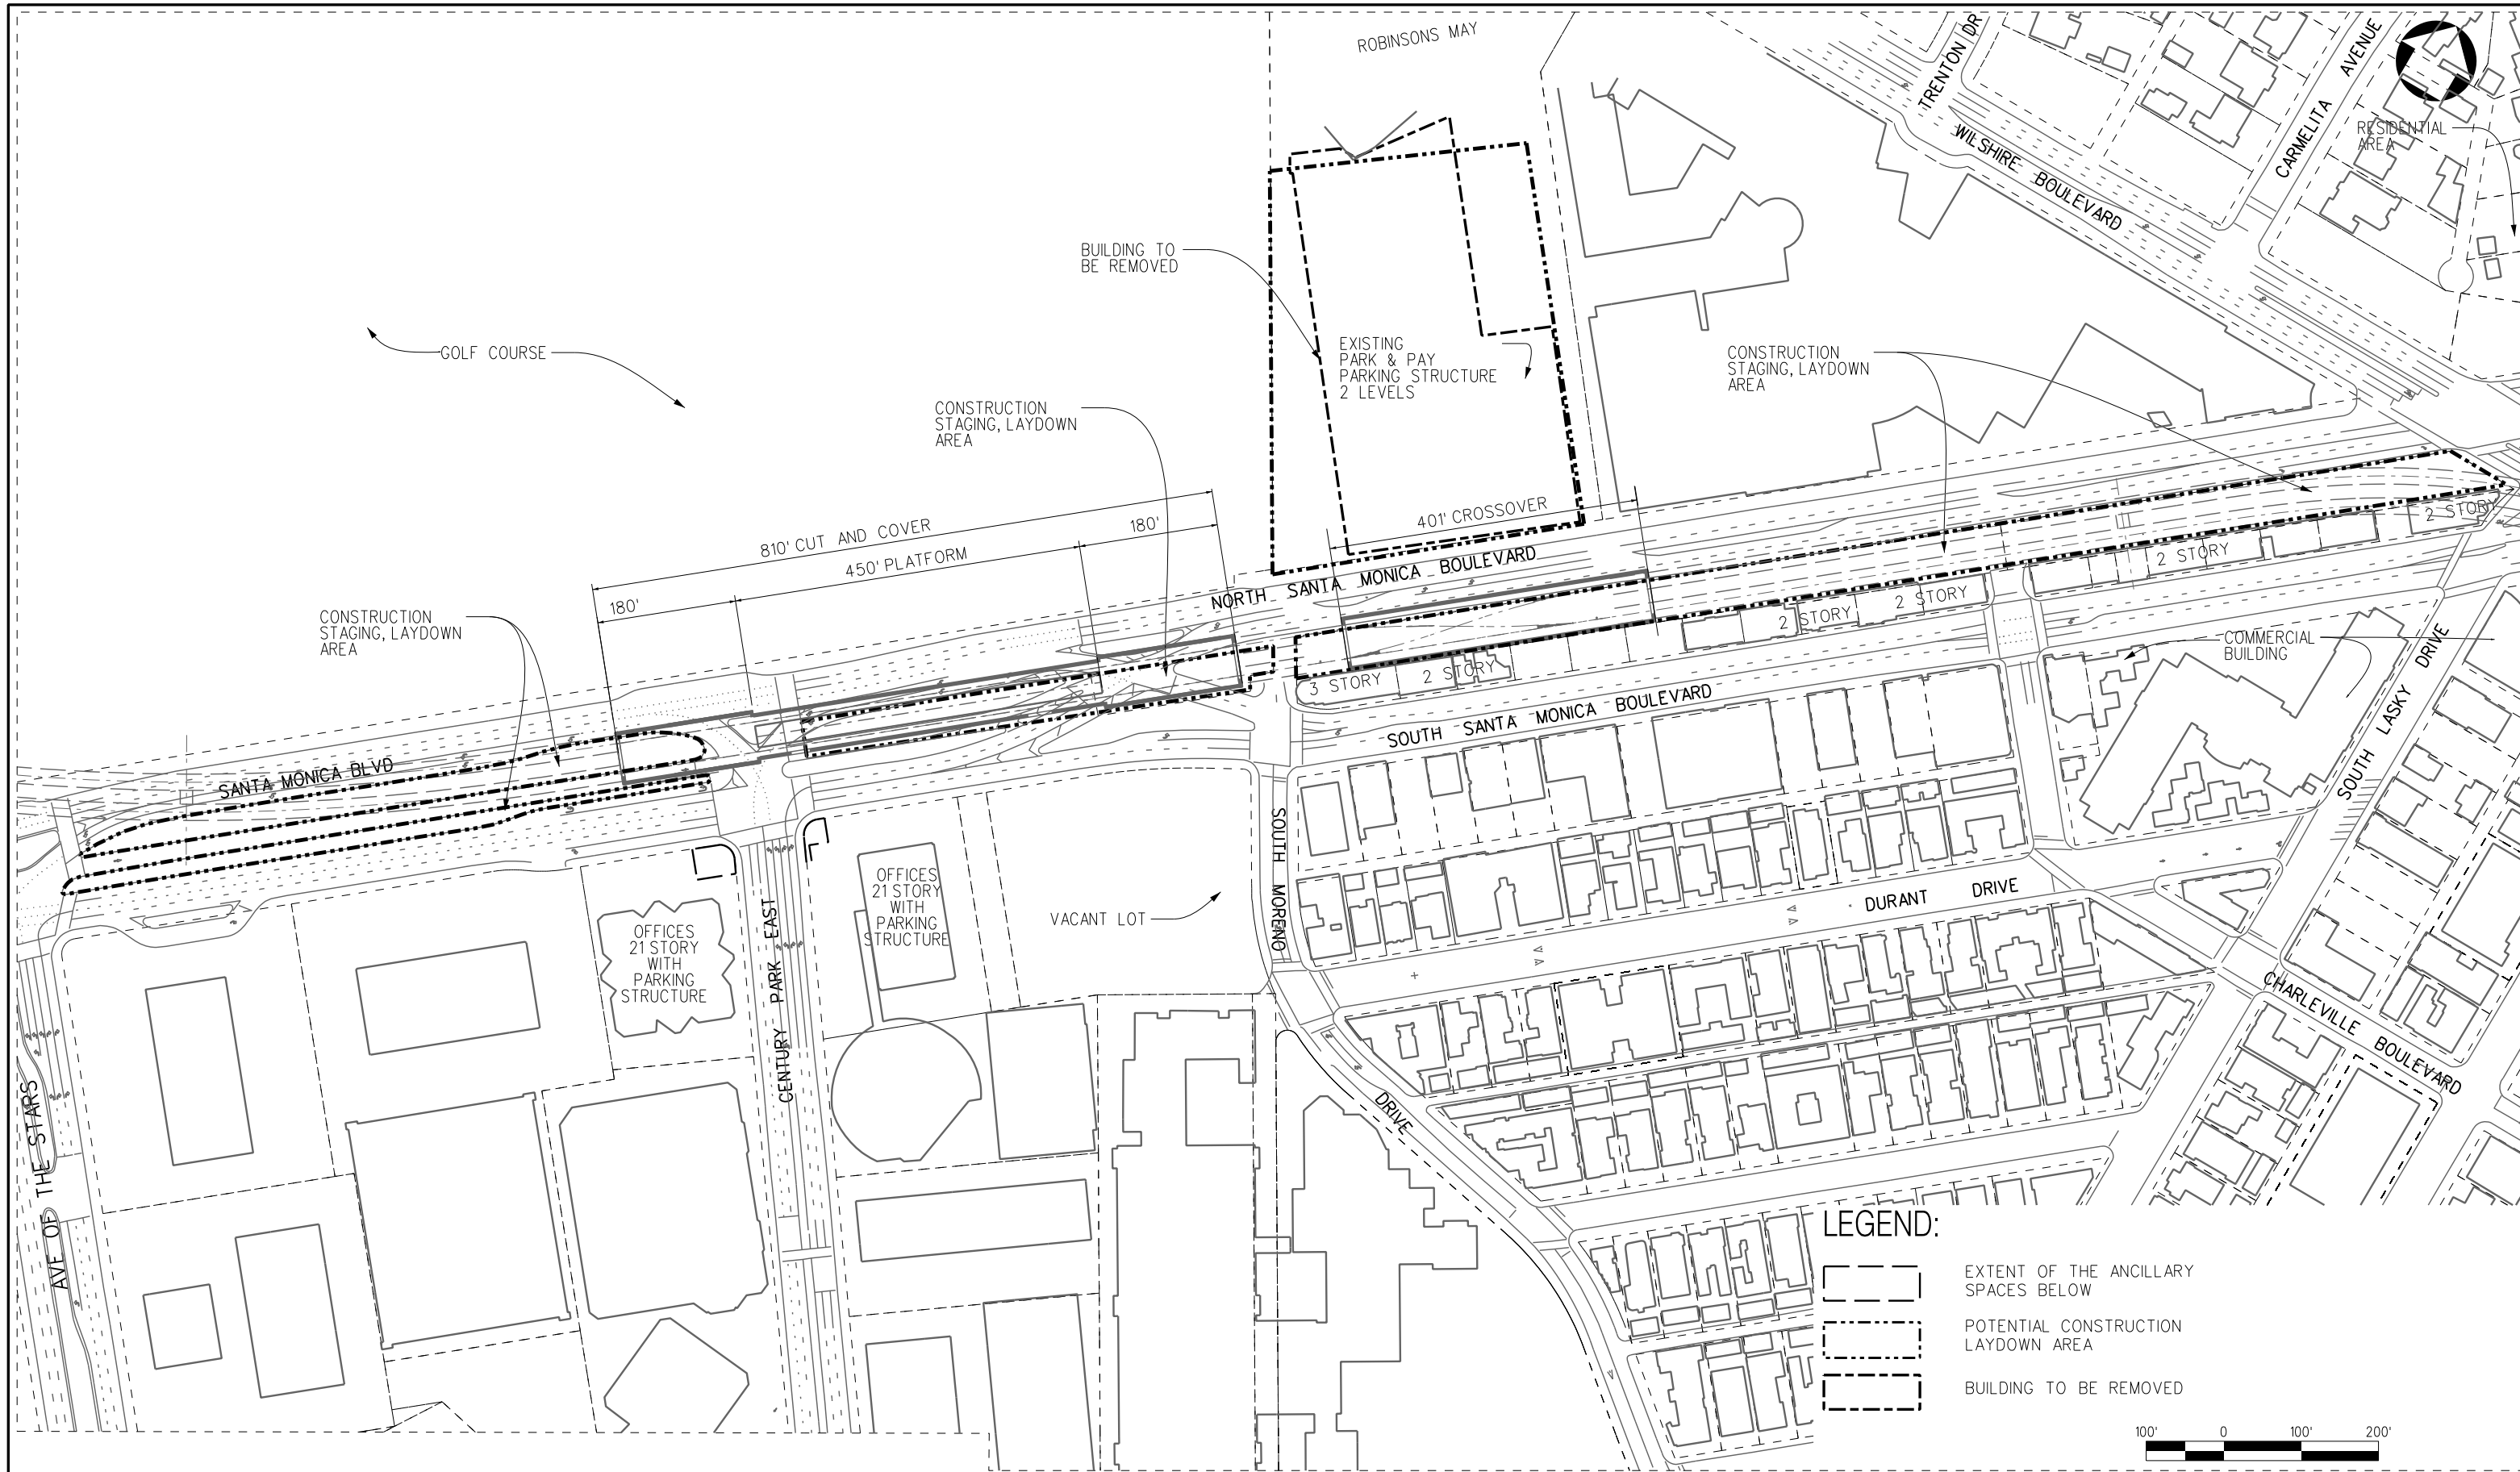 ROBINSONS MAY
TRENTON DR
CARMELITA AVENUE
WILSHIRE BOULEVARD
RESIDENTIAL
AREA
BUILDING TO
BE REMOVED
GOLF COURSE
EXISTING
PARK & PAY
PARKING STRUCTURE
2 LEVELS
CONSTRUCTION
STAGING, LAYDOWN
AREA
CONSTRUCTION
STAGING, LAYDOWN
AREA
401' CROSSOVER
810' CUT AND COVER
180'
450' PLATFORM
180'
NORTH SANTA MONICA BOULEVARD
2 STORY
2 STORY
2 STORY
2 STORY
CONSTRUCTION
STAGING, LAYDOWN
AREA
COMMERCIAL
BUILDING
3 STORY
2 STORY
SOUTH SANTA MONICA BOULEVARD
SOUTH LASKY DRIVE
SANTA MONICA BLVD
SOUTH MORENO
DRIVE
OFFICES
21 STORY
WITH
PARKING
STRUCTURE
VACANT LOT
DURANT DRIVE
OFFICES
21 STORY
WITH
PARKING
STRUCTURE
CENTURY PARK EAST
CHARLEVILLE BOULEVARD
AVE OF THE STARS
LEGEND:
EXTENT OF THE ANCILLARY
SPACES BELOW
POTENTIAL CONSTRUCTION
LAYDOWN AREA
BUILDING TO BE REMOVED
100' 0 100' 200'